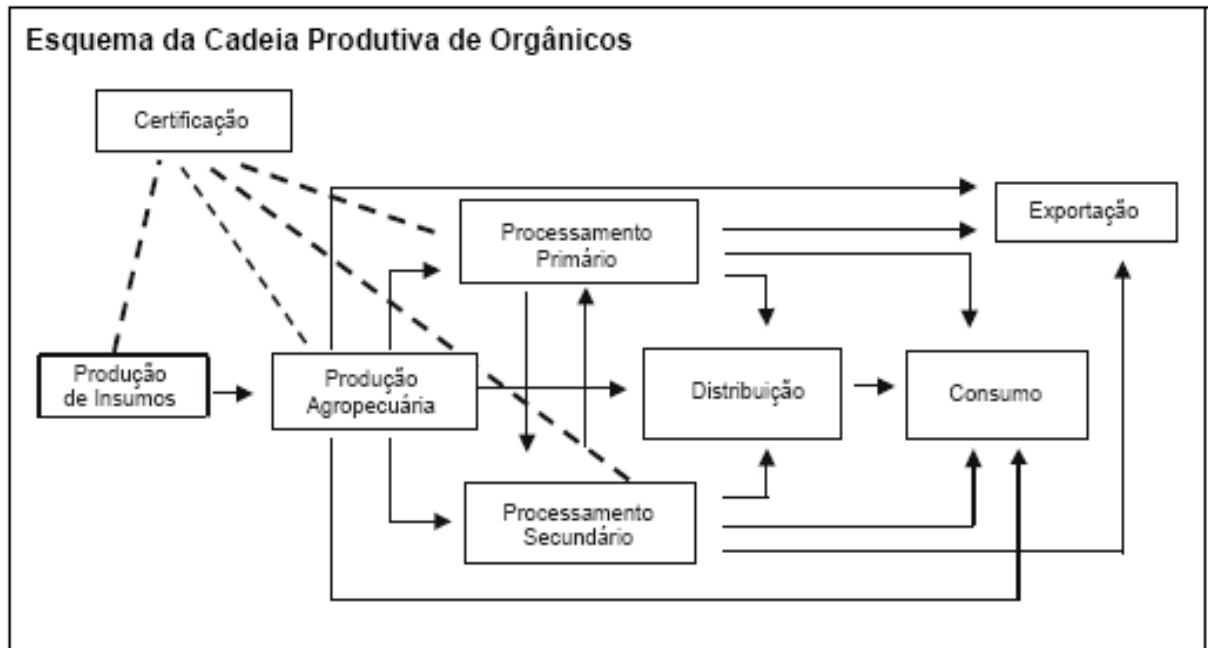 Esquema da Cadeia Produtiva de Orgânicos
Certificação
Exportação
Processamento
Primário
Produção
de Insumos
Produção
Agropecuária
Distribuição
Consumo
Processamento
Secundário